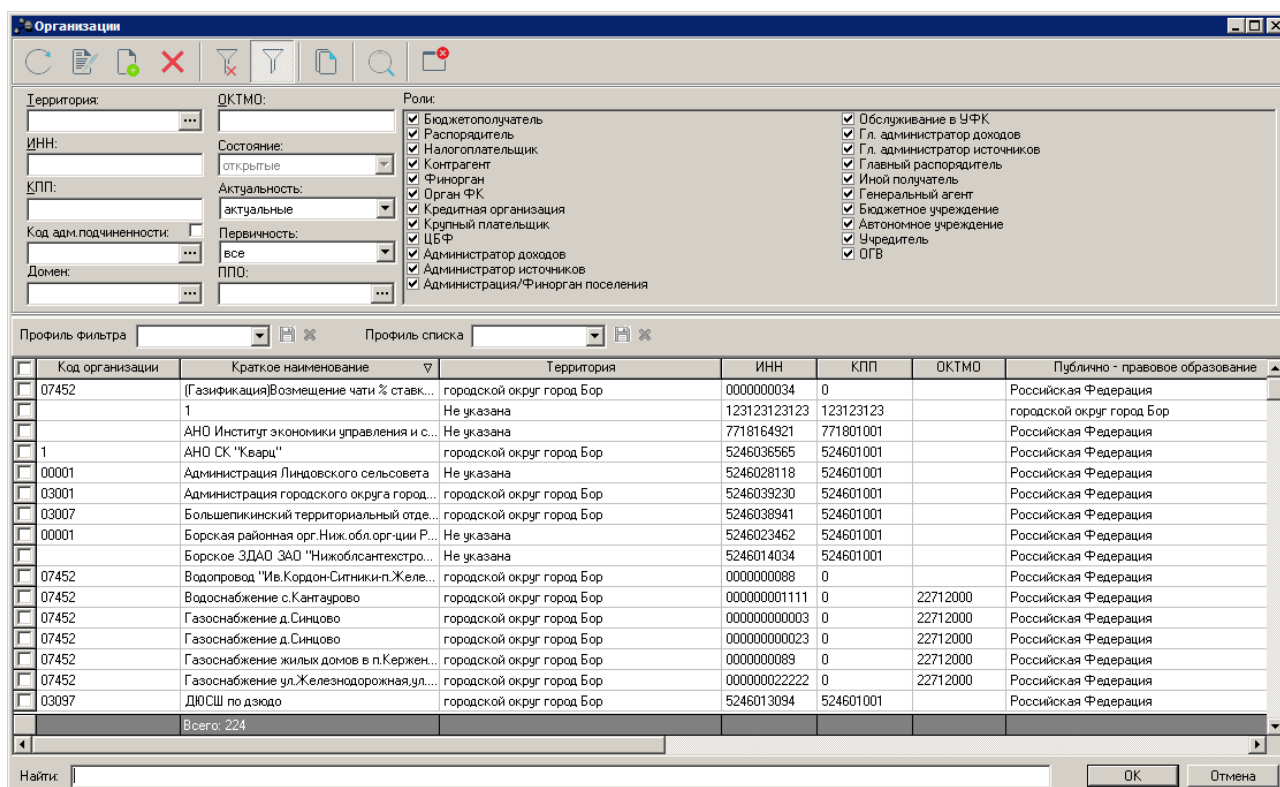 Организации
Территория:
ОКТМО:
Роли:
ИНН:
Состояние:
открытые
КПП:
Актуальность:
актуальные
Код адм.подчиненности:
Первичность:
все
Домен:
ППО:
Бюджетополучатель
Распорядитель
Налогоплательщик
Контрагент
Финорган
Орган ФК
Кредитная организация
Крупный плательщик
ЦБФ
Администратор доходов
Администратор источников
Администрация/Финорган поселения
Обслуживание в УФК
Гл. администратор доходов
Гл. администратор источников
Главный распорядитель
Иной получатель
Генеральный агент
Бюджетное учреждение
Автономное учреждение
Учредитель
ОГВ
Профиль фильтра Профиль списка
Код организации Краткое наименование Территория ИНН КПП ОКТМО Публично - правовое образование
07452 (Газификация)Возмещение чати % ставк... городской округ город Бор 0000000034 0 Российская Федерация
1 Не указана 123123123123 123123123 городской округ город Бор
АНО Институт экономики управления и с... Не указана 7718164921 771801001 Российская Федерация
1 АНО СК "Кварц" городской округ город Бор 5246036565 524601001 Российская Федерация
00001 Администрация Линдовского сельсовета Не указана 5246028118 524601001 Российская Федерация
03001 Администрация городского округа город... городской округ город Бор 5246039230 524601001 Российская Федерация
03007 Большепикинский территориальный отде... городской округ город Бор 5246038941 524601001 Российская Федерация
00001 Борская районная орг.Ниж.обл.орг-ции Р... Не указана 5246023462 524601001 Российская Федерация
Борское ЗДАО ЗАО "Нижоблсантехстро... Не указана 5246014034 524601001 Российская Федерация
07452 Водопровод "Ив.Кордон-Ситники-п.Желе... городской округ город Бор 0000000088 0 Российская Федерация
07452 Водоснабжение с.Кантаурово городской округ город Бор 000000001111 0 22712000 Российская Федерация
07452 Газоснабжение д.Синцово городской округ город Бор 000000000003 0 22712000 Российская Федерация
07452 Газоснабжение д.Синцово городской округ город Бор 000000000023 0 22712000 Российская Федерация
07452 Газоснабжение жилых домов в п.Кержен... городской округ город Бор 0000000089 0 22712000 Российская Федерация
07452 Газоснабжение ул.Железнодорожная,ул.... городской округ город Бор 000000022222 0 22712000 Российская Федерация
03097 ДЮСШ по дзюдо городской округ город Бор 5246013094 524601001 Российская Федерация
Всего: 224
Найти: OK Отмена